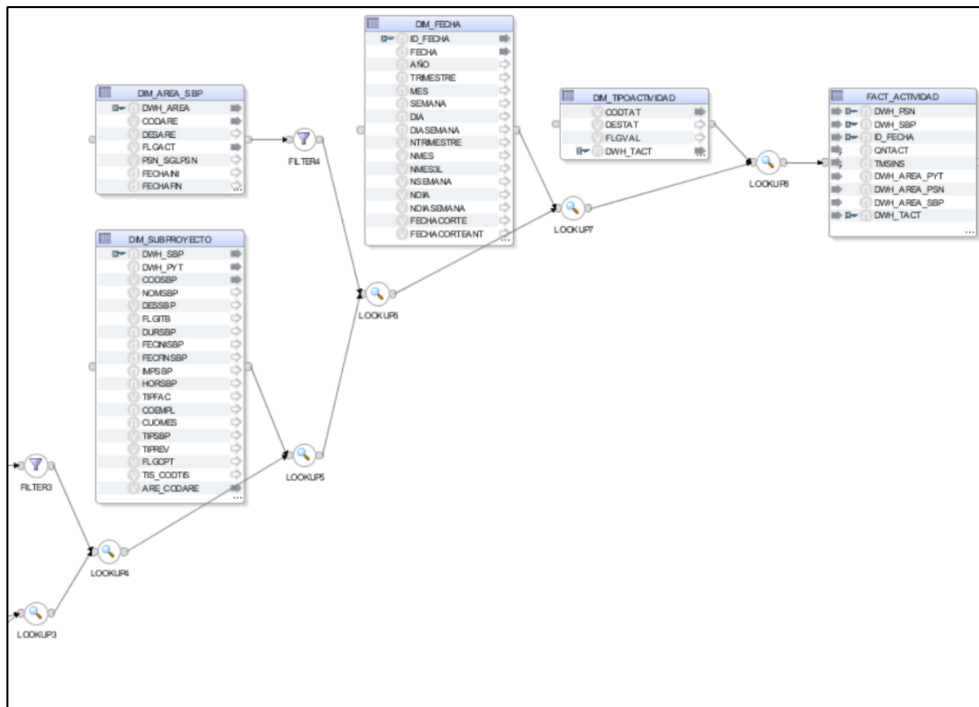 DIM_FECHA
ID_FECHA
FECHA
AÑO
TRIMESTRE
MES
SEMANA
DIA
DIASEMANA
NTRIMESTRE
NMES
NMES3L
NSEMANA
NDIA
NDIASEMANA
FECHACORTE
FECHACORTEANT
...
DIM_AREA_SBP
DWH_AREA
CODARE
DESARE
FLGACT
PSN_SGLPSN
FECHAINI
FECHAFIN
...
FILTER4
DIM_TIPOACTIVIDAD
CODTAT
DESTAT
FLGVAL
DWH_TACT
...
LOOKUP8
FACT_ACTIVIDAD
DWH_PSN
DWH_SBP
ID_FECHA
QNTACT
TMSINS
DWH_AREA_PYT
DWH_AREA_PSN
DWH_AREA_SBP
DWH_TACT
...
LOOKUP7
DIM_SUBPROYECTO
DWH_SBP
DWH_PYT
CODSBP
NOMSBP
DESSBP
FLGITB
DURSBP
FECINISBP
FECFINSBP
IMPSBP
HORSBP
TIPFAC
COEMPL
CUOMES
TIPSBP
TIPREV
FLGCPT
TIS_CODTIS
ARE_CODARE
...
LOOKUP6
LOOKUP5
FILTER3
LOOKUP4
LOOKUP3